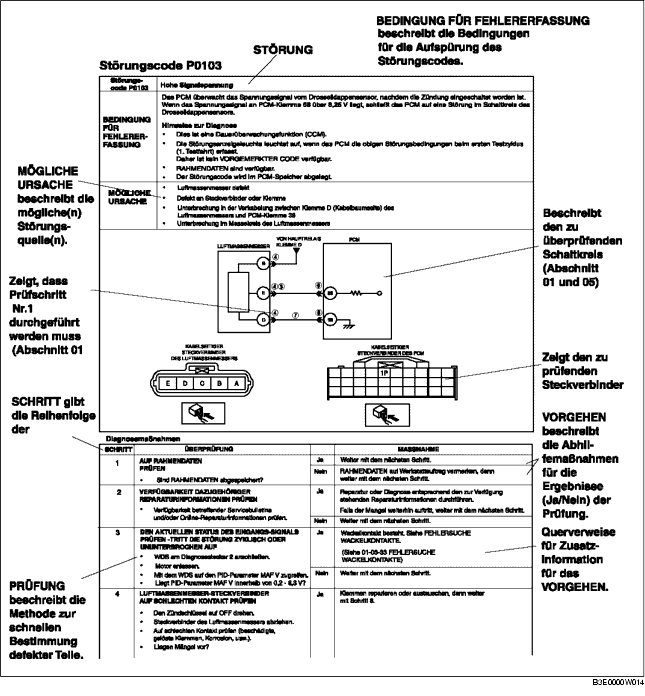 BEDINGUNG FÜR FEHLERERFASSUNG
beschreibt die Bedingungen
für die Aufspürung des
Störungscodes.
STÖRUNG
Störungscode P0103
Störungs-
code P0103
Hohe Signalspannung
BEDINGUNG
FÜR
FEHLERER-
FASSUNG
Das PCM überwacht das Spannungssignal vom Drosselklappensensor, nachdem die Zündung eingeschaltet worden ist.
Wenn das Spannungsignal an PCM-Klemme 68 über 5,25 V liegt, schließt das PCM auf eine Störung im Schaltkreis des
Drosselklappensensors.
Hinweise zur Diagnose
• Dies ist eine Dauerüberwachungsfunktion (CCM).
• Die Störungsanzeigeleuchte leuchtet auf, wenn das PCM die obigen Störungsbedingungen beim ersten Testzyklus
(1. Testfahrt) erfasst.
Daher ist kein VORGEMERKTER CODE verfügbar.
• RAHMENDATEN sind verfügbar.
• Der Störungscode wird im PCM-Speicher abgelegt.
MÖGLICHE
URSACHE
• Luftmassenmesser defekt
• Defekt an Steckverbinder oder Klemme
• Unterbrechung in der Verkabelung zwischen Klemme D (Kabelbaumseite) des
Luftmassenmessers und PCM-Klemme 36
• Unterbrechung im Massekreis des Luftmassenmessers
MÖGLICHE
URSACHE
beschreibt die
mögliche(n)
Störungs-
quelle(n).
Zeigt, dass
Prüfschritt
Nr.1
durchgeführt
werden muss
(Abschnitt 01
LUFTMASSENMESSER
VON HAUPTRELAIS
KLEMME D
PCM
KABELSEITIGER
STECKVERBINDER
DES LUFTMASSENMESSERS
E D C B A
KABELSEITIGER
STECKVERBINDER DES PCM
1P
Beschreibt
den zu
überprüfenden
Schaltkreis
(Abschnitt
01 und 05)
Zeigt den zu
prüfenden
Steckverbinder
SCHRITT gibt
die Reihenfolge
der
VORGEHEN
beschreibt
die Abhil-
femaßnahmen
für die
Ergebnisee
(Ja/Nein) der
Prüfung.
Querverweise
für Zusatz-
information
für das
VORGEHEN.
PRÜFUNG
beschreibt die
Methode zur
schnellen
Bestimmung
defekter Teile.
Diagnosemaßnahmen
SCHRITT ÜBERPRÜFUNG MASSNAHME
1 AUF RAHMENDATEN
PRÜFEN
• Sind RAHMENDATEN abgespeichert?
Ja Weiter mit dem nächsten Schritt.
Nein RAHMENDATEN auf Werkstattauftrag vermerken, dann
weiter mit dem nächsten Schritt.
2 VERFÜGBARKEIT DAZUGEHÖRIGER
REPARATURINFORMATIONEN PRÜFEN
• Verfügbarkeit betreffender Servicebulletins
und/oder Online-Reparaturinformationen prüfen.
Ja Reparatur oder Diagnose entsprechend den zur Verfügung
stehenden Reparaturinformationen durchführen.
Falls der Mangel weiterhin auftritt, weiter mit dem nächsten Schritt.
Nein Weiter mit dem nächsten Schritt.
3 DEN AKTUELLEN STATUS DES EINGANGS-SIGNALS
PRÜFEN -TRITT DIE STÖRUNG ZYKLISCH ODER
UNUNTERBROCHEN AUF
• WDS am Diagnosestecker 2 anschließen.
• Motor anlassen.
• Mit dem WDS auf den PID-Parameter MAF V zugreifen.
• Liegt PID-Parameter MAF V innerhalb von 0,2 - 8,3 V?
Ja Wackelkontakt besteht. Siehe FEHLERSUCHE
WACKELKONTAKTE.
(Siehe 01-03-33 FEHLERSUCHE
WACKELKONTAKTE)
Nein Weiter mit dem nächsten Schritt.
4 LUFTMASSENMESSER-STECKVERBINDER
AUF SCHLECHTEN KONTAKT PRÜFEN
• Den Zündschlüssel auf OFF drehen.
• Steckverbinder des Luftmassenmessers abziehen.
• Auf schlechten Kontakt prüfen (beschädigte,
gelöste Klemmen, Korrosion, usw.).
• Liegen Mängel vor?
Ja Klemmen reparieren oder austauschen, dann weiter
mit Schritt 8.
B3E0000W014